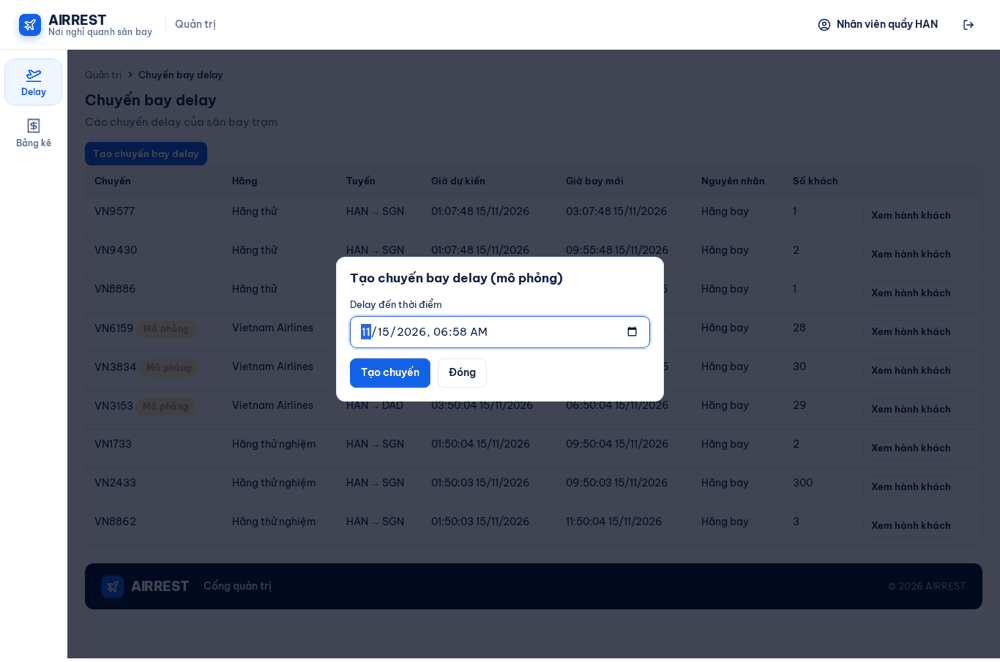 AIRREST
Nơi nghỉ quanh sân bay
Quản trị
Nhân viên quầy HAN
Delay
Bảng kê
Quản trị > Chuyến bay delay
Chuyến bay delay
Các chuyến delay của sân bay trạm
Tạo chuyến bay delay
Chuyến Hãng Tuyến Giờ dự kiến Giờ bay mới Nguyên nhân Số khách
VN9577 Hãng thử HAN → SGN 01:07:48 15/11/2026 03:07:48 15/11/2026 Hãng bay 1 Xem hành khách
VN9430 Hãng thử HAN → SGN 01:07:48 15/11/2026 09:55:48 15/11/2026 Hãng bay 2 Xem hành khách
VN8886 Hãng thử Hãng bay 1 Xem hành khách
VN6159 Mô phỏng Vietnam Airlines Hãng bay 28 Xem hành khách
VN3834 Mô phỏng Vietnam Airlines Hãng bay 30 Xem hành khách
VN3153 Mô phỏng Vietnam Airlines HAN → DAD 03:50:04 15/11/2026 06:50:04 15/11/2026 Hãng bay 29 Xem hành khách
VN1733 Hãng thử nghiệm HAN → SGN 01:50:04 15/11/2026 09:50:04 15/11/2026 Hãng bay 2 Xem hành khách
VN2433 Hãng thử nghiệm HAN → SGN 01:50:03 15/11/2026 09:50:03 15/11/2026 Hãng bay 300 Xem hành khách
VN8862 Hãng thử nghiệm HAN → SGN 01:50:03 15/11/2026 11:50:04 15/11/2026 Hãng bay 3 Xem hành khách
Tạo chuyến bay delay (mô phỏng)
Delay đến thời điểm
11/15/2026, 06:58 AM
Tạo chuyến
Đóng
AIRREST
Cổng quản trị
© 2026 AIRREST